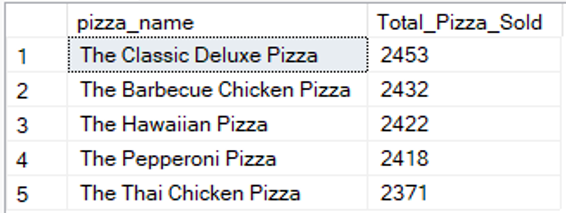 pizza_name Total_Pizza_Sold
1 The Classic Deluxe Pizza 2453
2 The Barbecue Chicken Pizza 2432
3 The Hawaiian Pizza 2422
4 The Pepperoni Pizza 2418
5 The Thai Chicken Pizza 2371